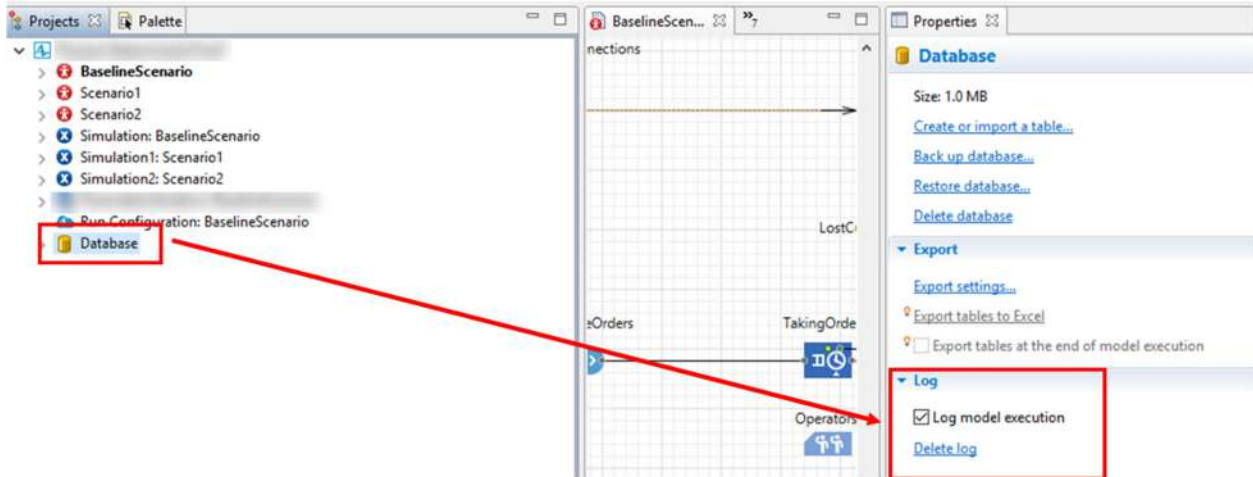 Projects
Palette
BaselineScenario
Scenario1
Scenario2
Simulation: BaselineScenario
Simulation1: Scenario1
Simulation2: Scenario2
Run Configuration: BaselineScenario
Database
BaselineScen...
»7
nections
LostC
eOrders
TakingOrde
Operators
Properties
Database
Size: 1.0 MB
Create or import a table...
Back up database...
Restore database...
Delete database
Export
Export settings...
Export tables to Excel
Export tables at the end of model execution
Log
Log model execution
Delete log